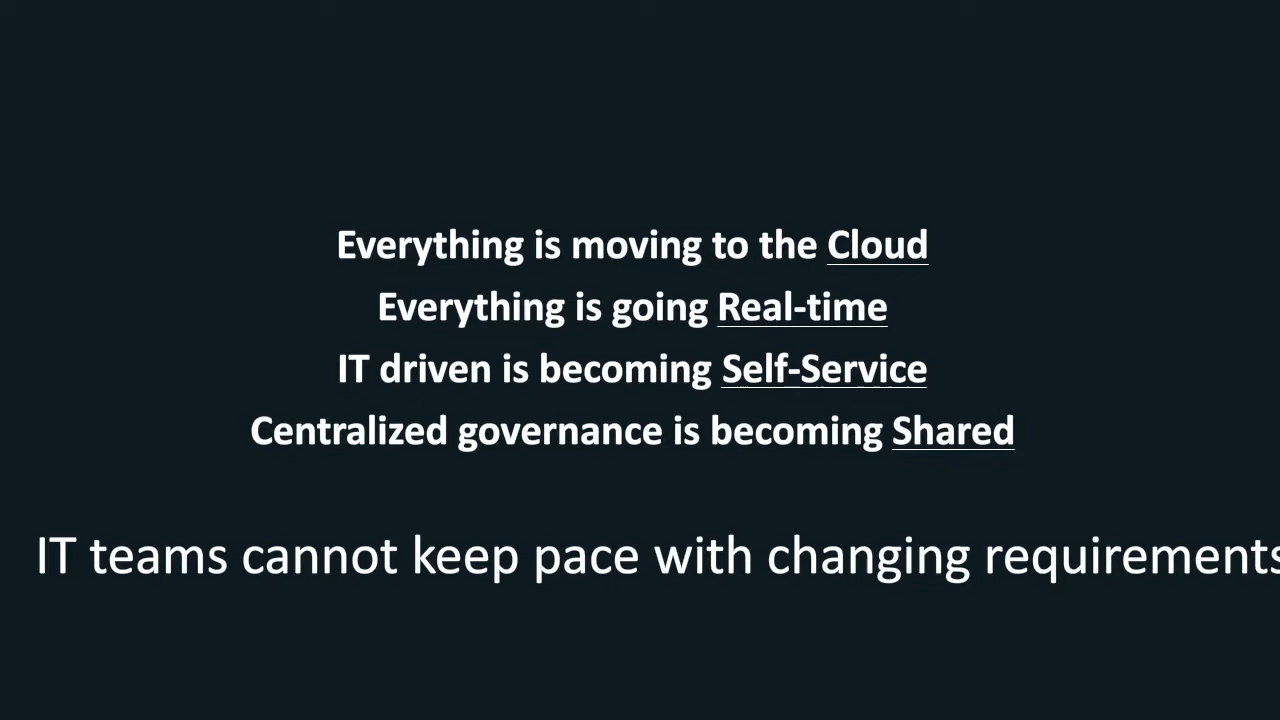 Everything is moving to the Cloud
Everything is going Real-time
IT driven is becoming Self-Service
Centralized governance is becoming Shared
IT teams cannot keep pace with changing requirements